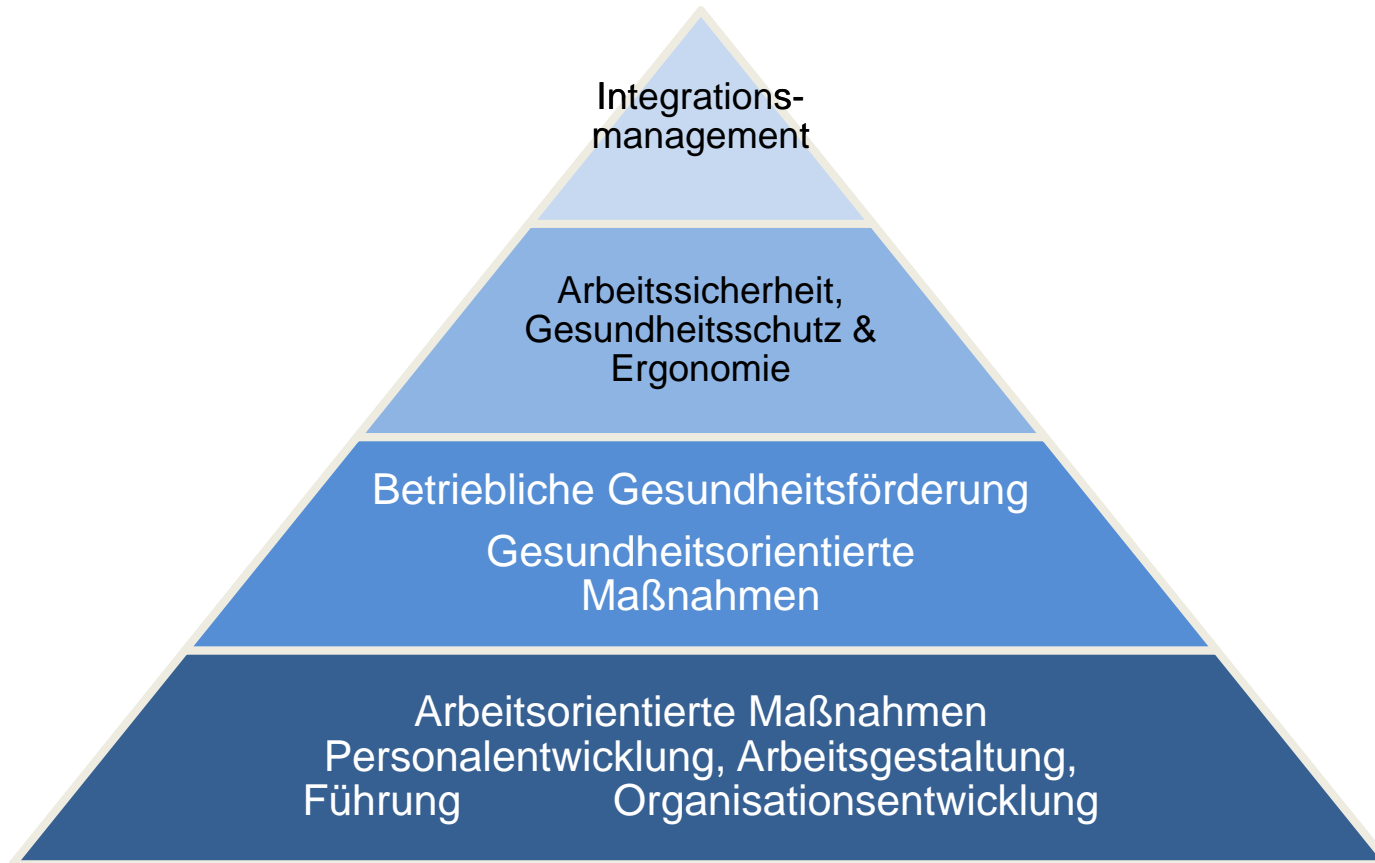 Integrations-
management
Arbeitssicherheit,
Gesundheitsschutz &
Ergonomie
Betriebliche Gesundheitsförderung
Gesundheitsorientierte
Maßnahmen
Arbeitsorientierte Maßnahmen
Personalentwicklung, Arbeitsgestaltung,
Führung Organisationsentwicklung